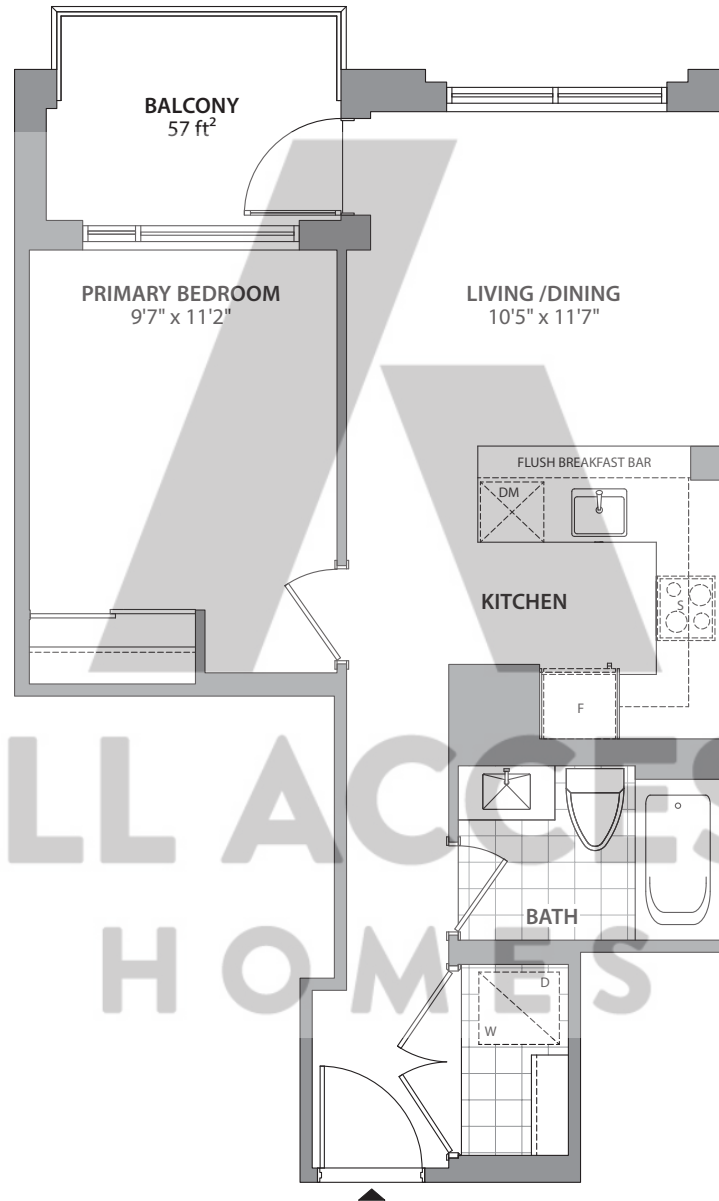 BALCONY
57 ft²
PRIMARY BEDROOM
9'7" x 11'2"
LIVING /DINING
10'5" x 11'7"
FLUSH BREAKFAST BAR
DM
KITCHEN
S
F
LL ACCES
BATH
HOMES
D
W